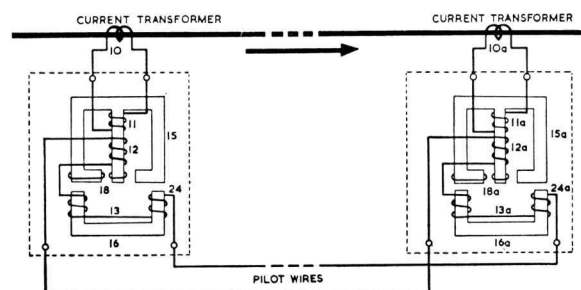 CURRENT TRANSFORMER
CURRENT TRANSFORMER
10
10a
11
15
12
18
24
13
16
11a
15a
12a
18a
24a
13a
16a
PILOT WIRES